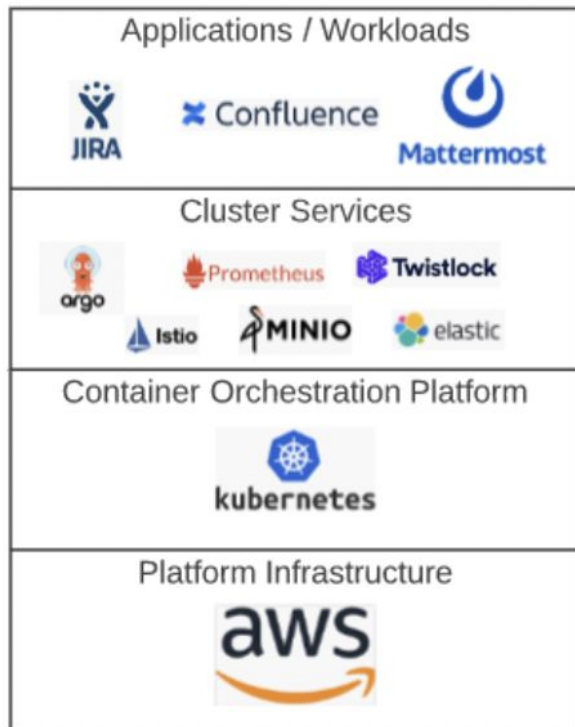 Applications / Workloads
JIRA
Confluence
Mattermost
Cluster Services
argo
Prometheus
Twistlock
Istio
MINIO
elastic
Container Orchestration Platform
kubernetes
Platform Infrastructure
aws